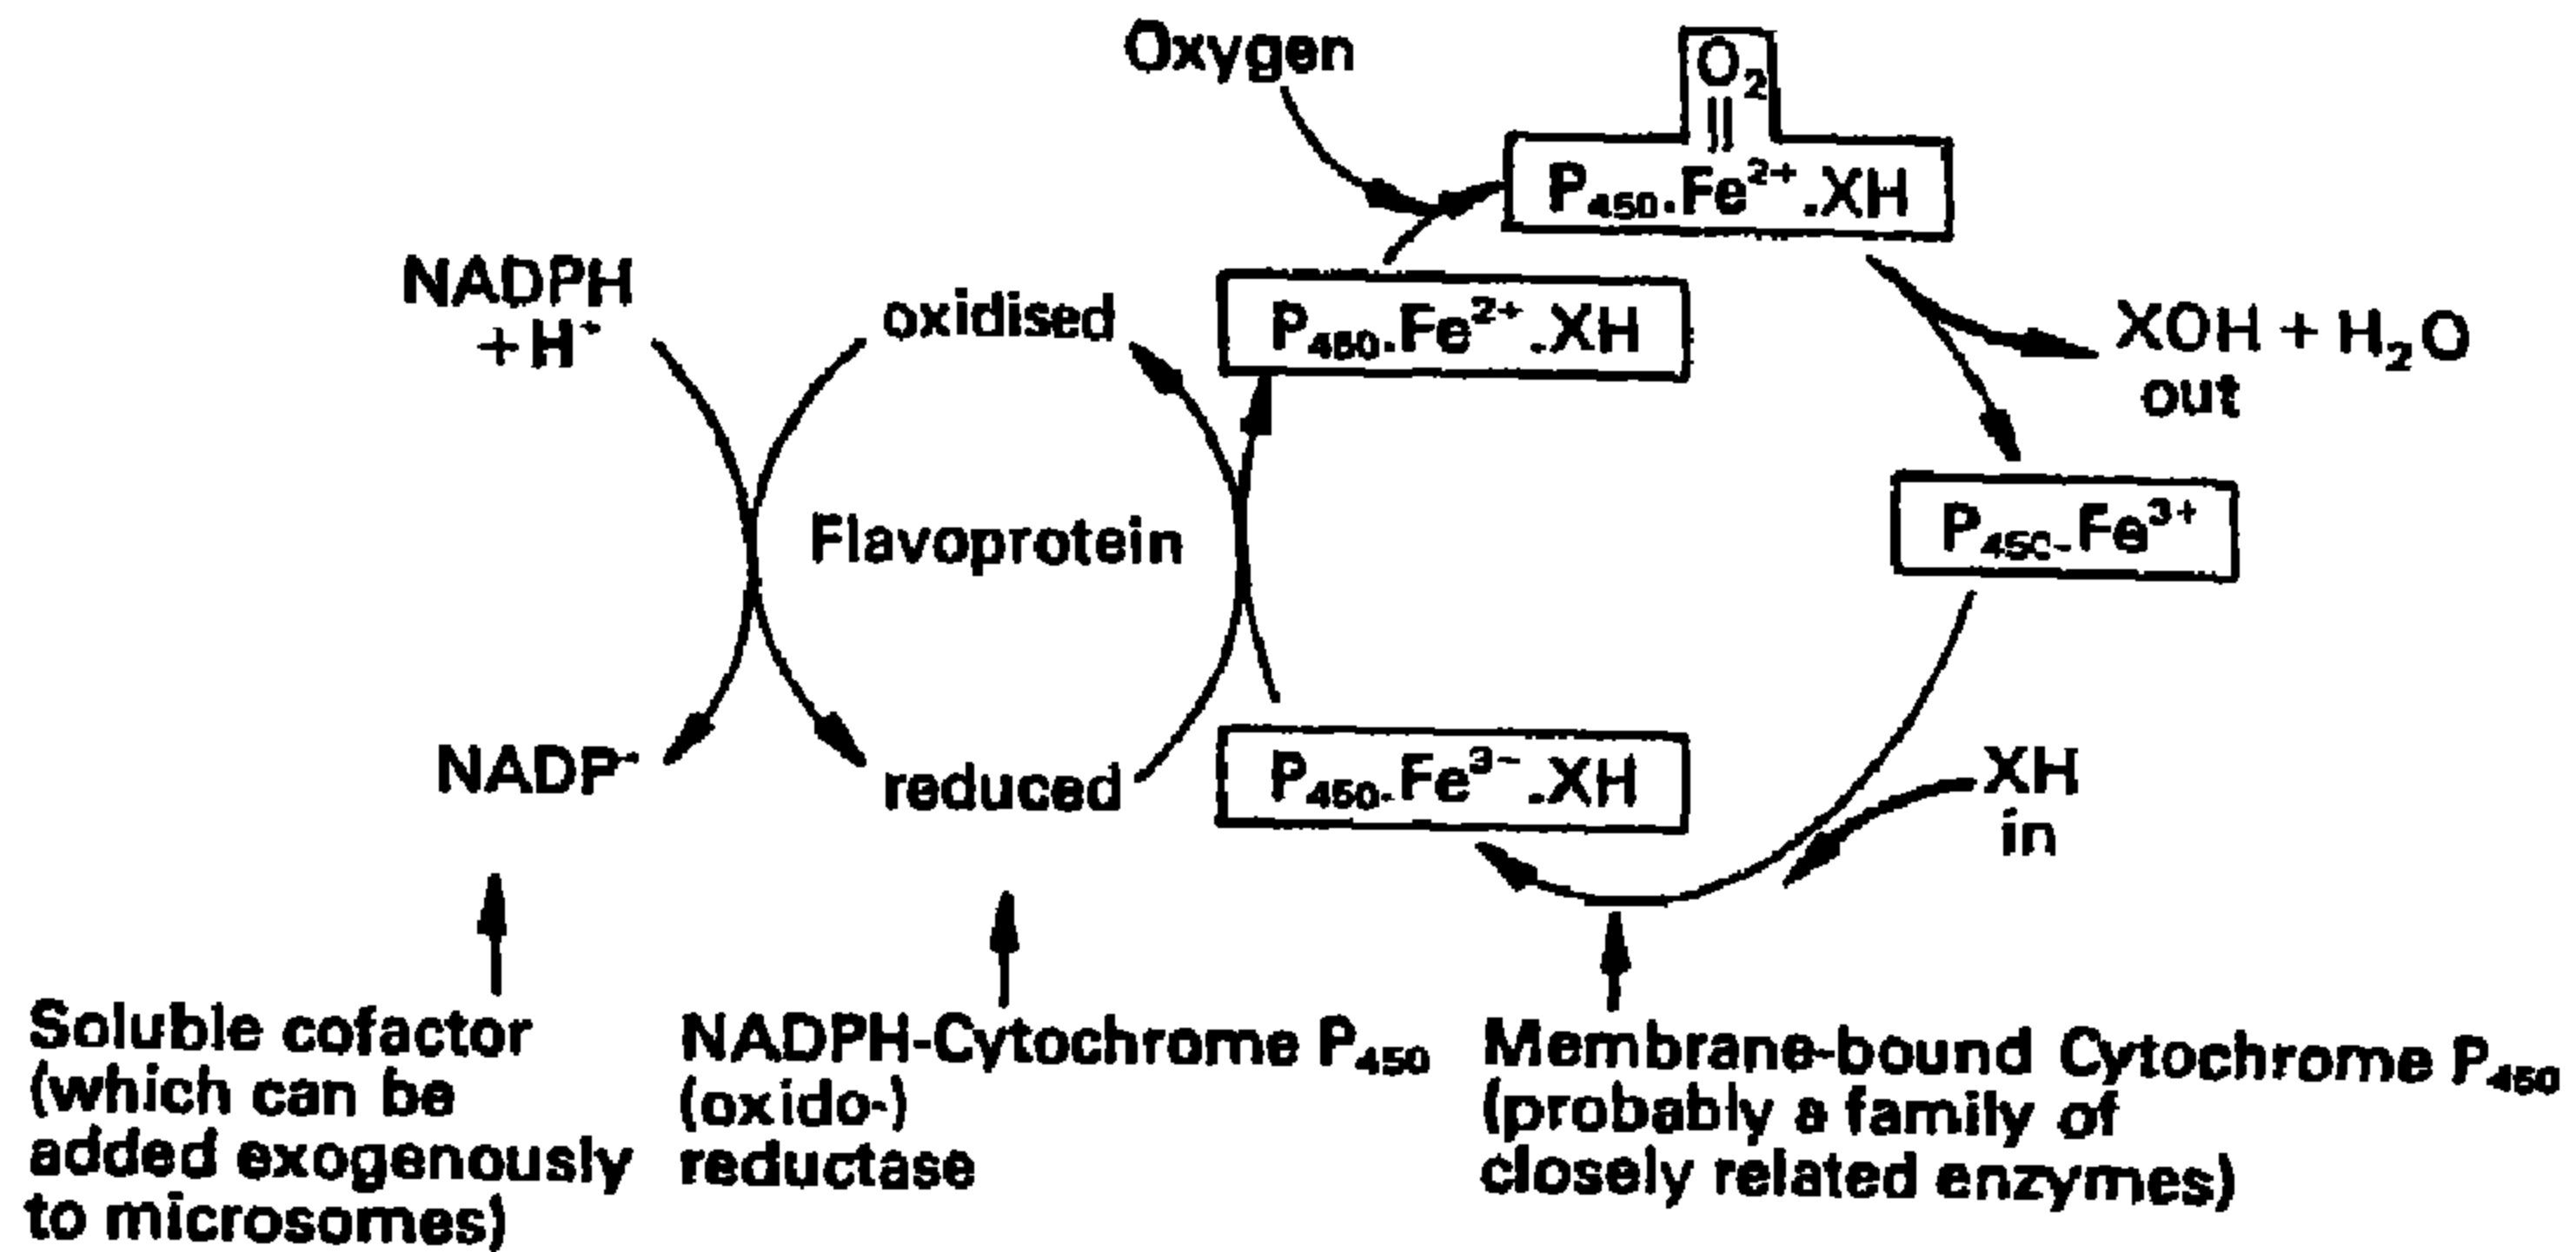 Oxygen
O₂
||
P₄₅₀.Fe²⁺.XH
NADPH
+H⁺
oxidised
P₄₅₀.Fe²⁺.XH
XOH + H₂O
out
Flavoprotein
P₄₅₀-Fe³⁺
NADP⁻
reduced
P₄₅₀.Fe³⁻.XH
XH
in
Soluble cofactor
(which can be
added exogenously
to microsomes)
NADPH-Cytochrome P₄₅₀
(oxido-)
reductase
Membrane-bound Cytochrome P₄₅₀
(probably a family of
closely related enzymes)